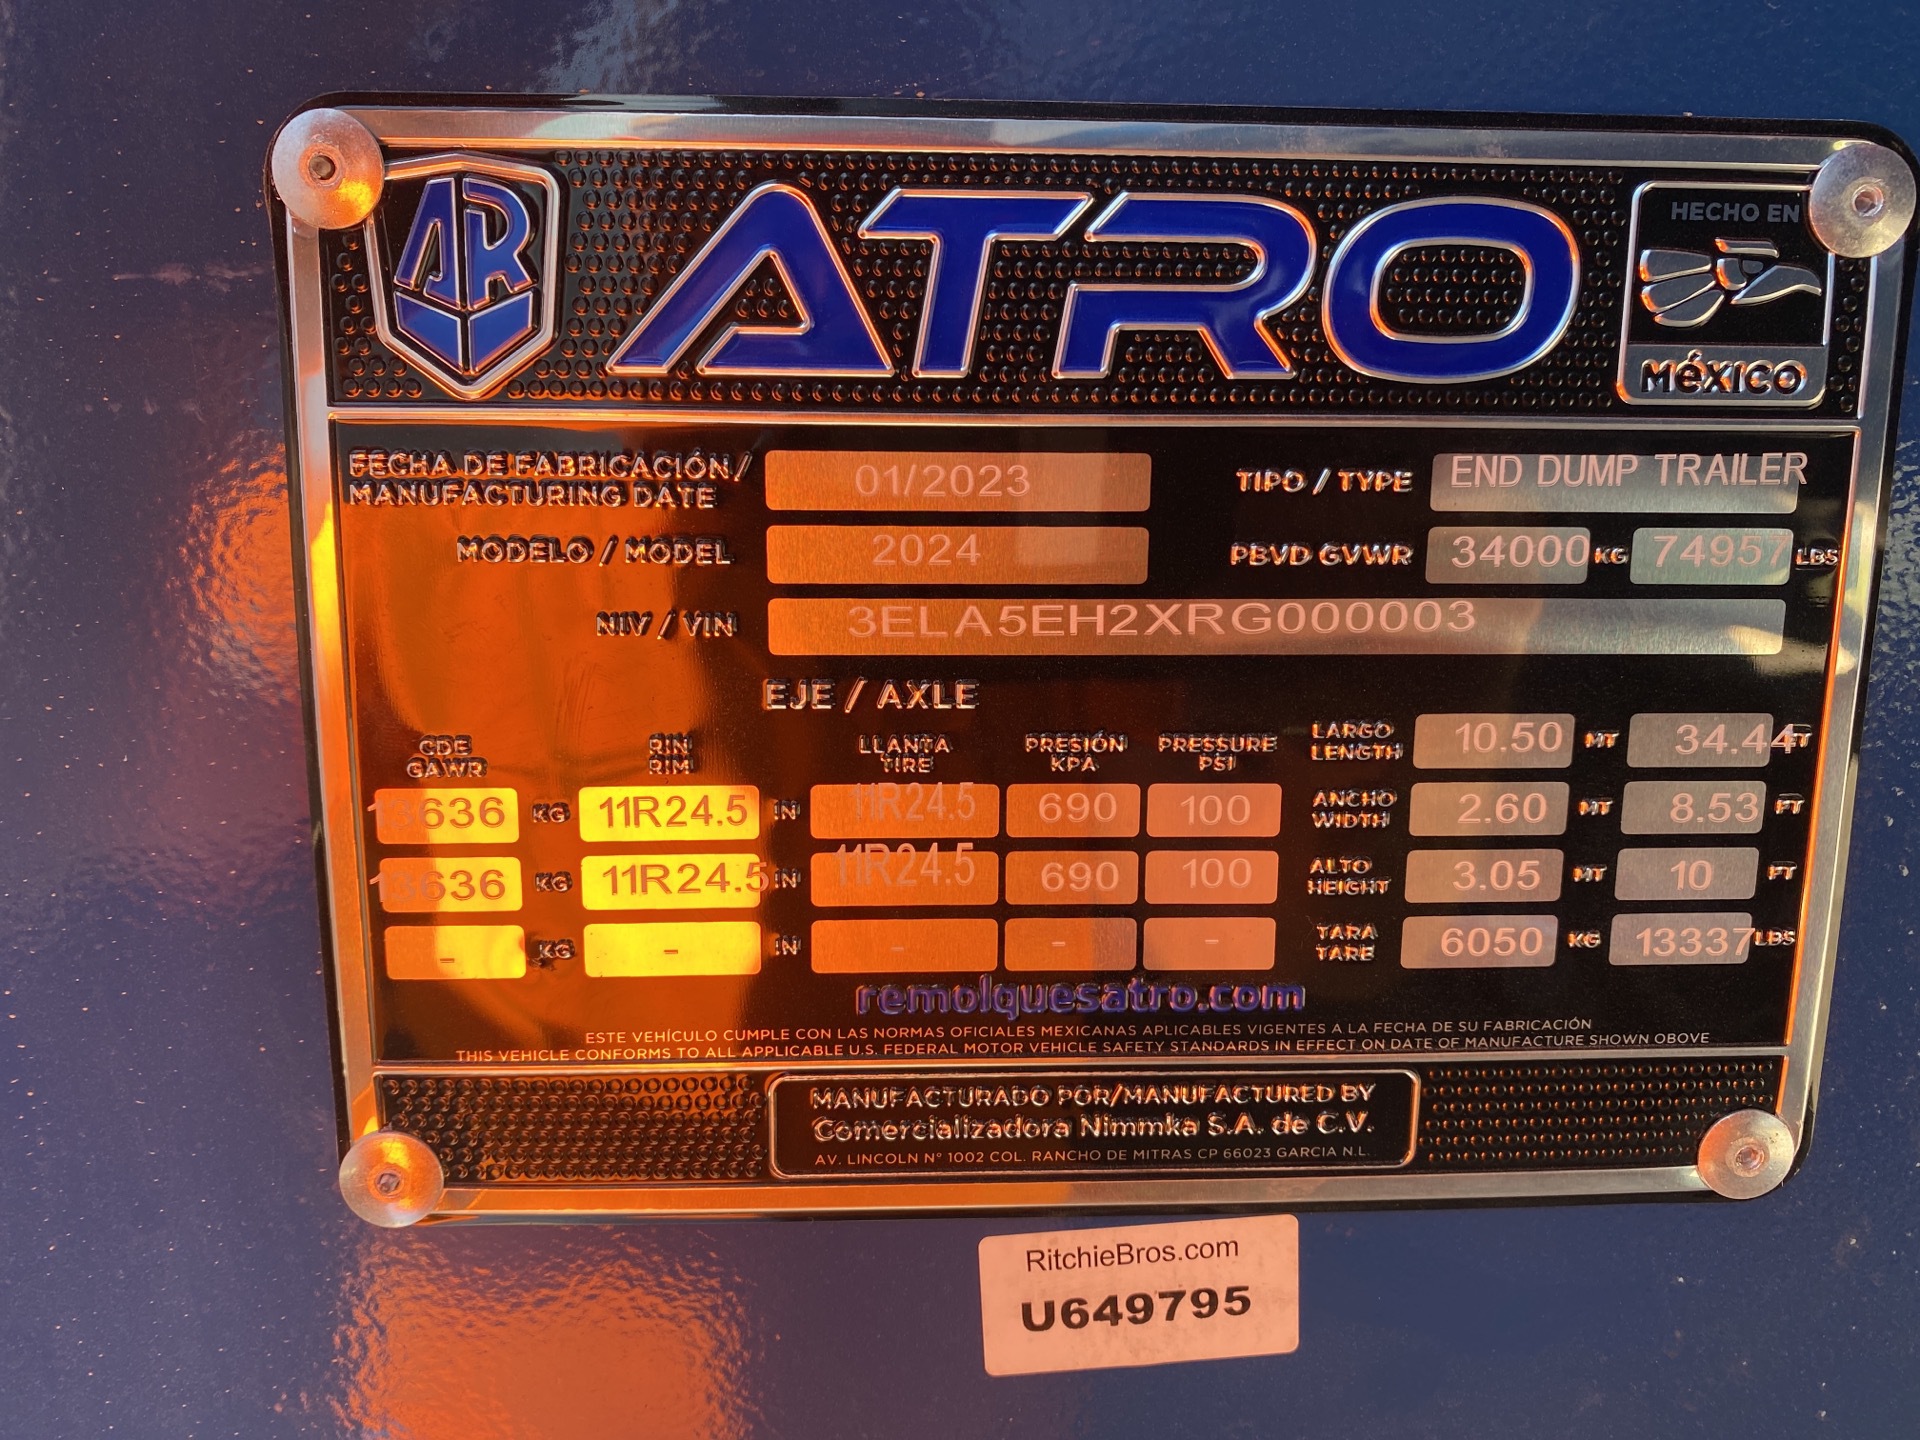 AR ATRO HECHO EN MéXICO
FECHA DE FABRICACIÓN / MANUFACTURING DATE 01/2023 TIPO / TYPE END DUMP TRAILER
MODELO / MODEL 2024 PBVD GVWR 34000 KG 74957 LBS
NIV / VIN 3ELA5EH2XRG000003
EJE / AXLE
CDE GAWR RIN RIM LLANTA TIRE PRESIÓN KPA PRESSURE PSI LARGO LENGTH 10.50 MT 34.44 FT
13636 KG 11R24.5 IN 11R24.5 690 100 ANCHO WIDTH 2.60 MT 8.53 FT
13636 KG 11R24.5 IN 11R24.5 690 100 ALTO HEIGHT 3.05 MT 10 FT
- KG - IN - - - TARA TARE 6050 KG 13337 LBS
remolquesatro.com
ESTE VEHÍCULO CUMPLE CON LAS NORMAS OFICIALES MEXICANAS APLICABLES VIGENTES A LA FECHA DE SU FABRICACIÓN
THIS VEHICLE CONFORMS TO ALL APPLICABLE U.S. FEDERAL MOTOR VEHICLE SAFETY STANDARDS IN EFFECT ON DATE OF MANUFACTURE SHOWN OBOVE
MANUFACTURADO POR/MANUFACTURED BY
Comercializadora Nimmka S.A. de C.V.
AV. LINCOLN N° 1002 COL. RANCHO DE MITRAS CP 66023 GARCIA N.L.
RitchieBros.com
U649795